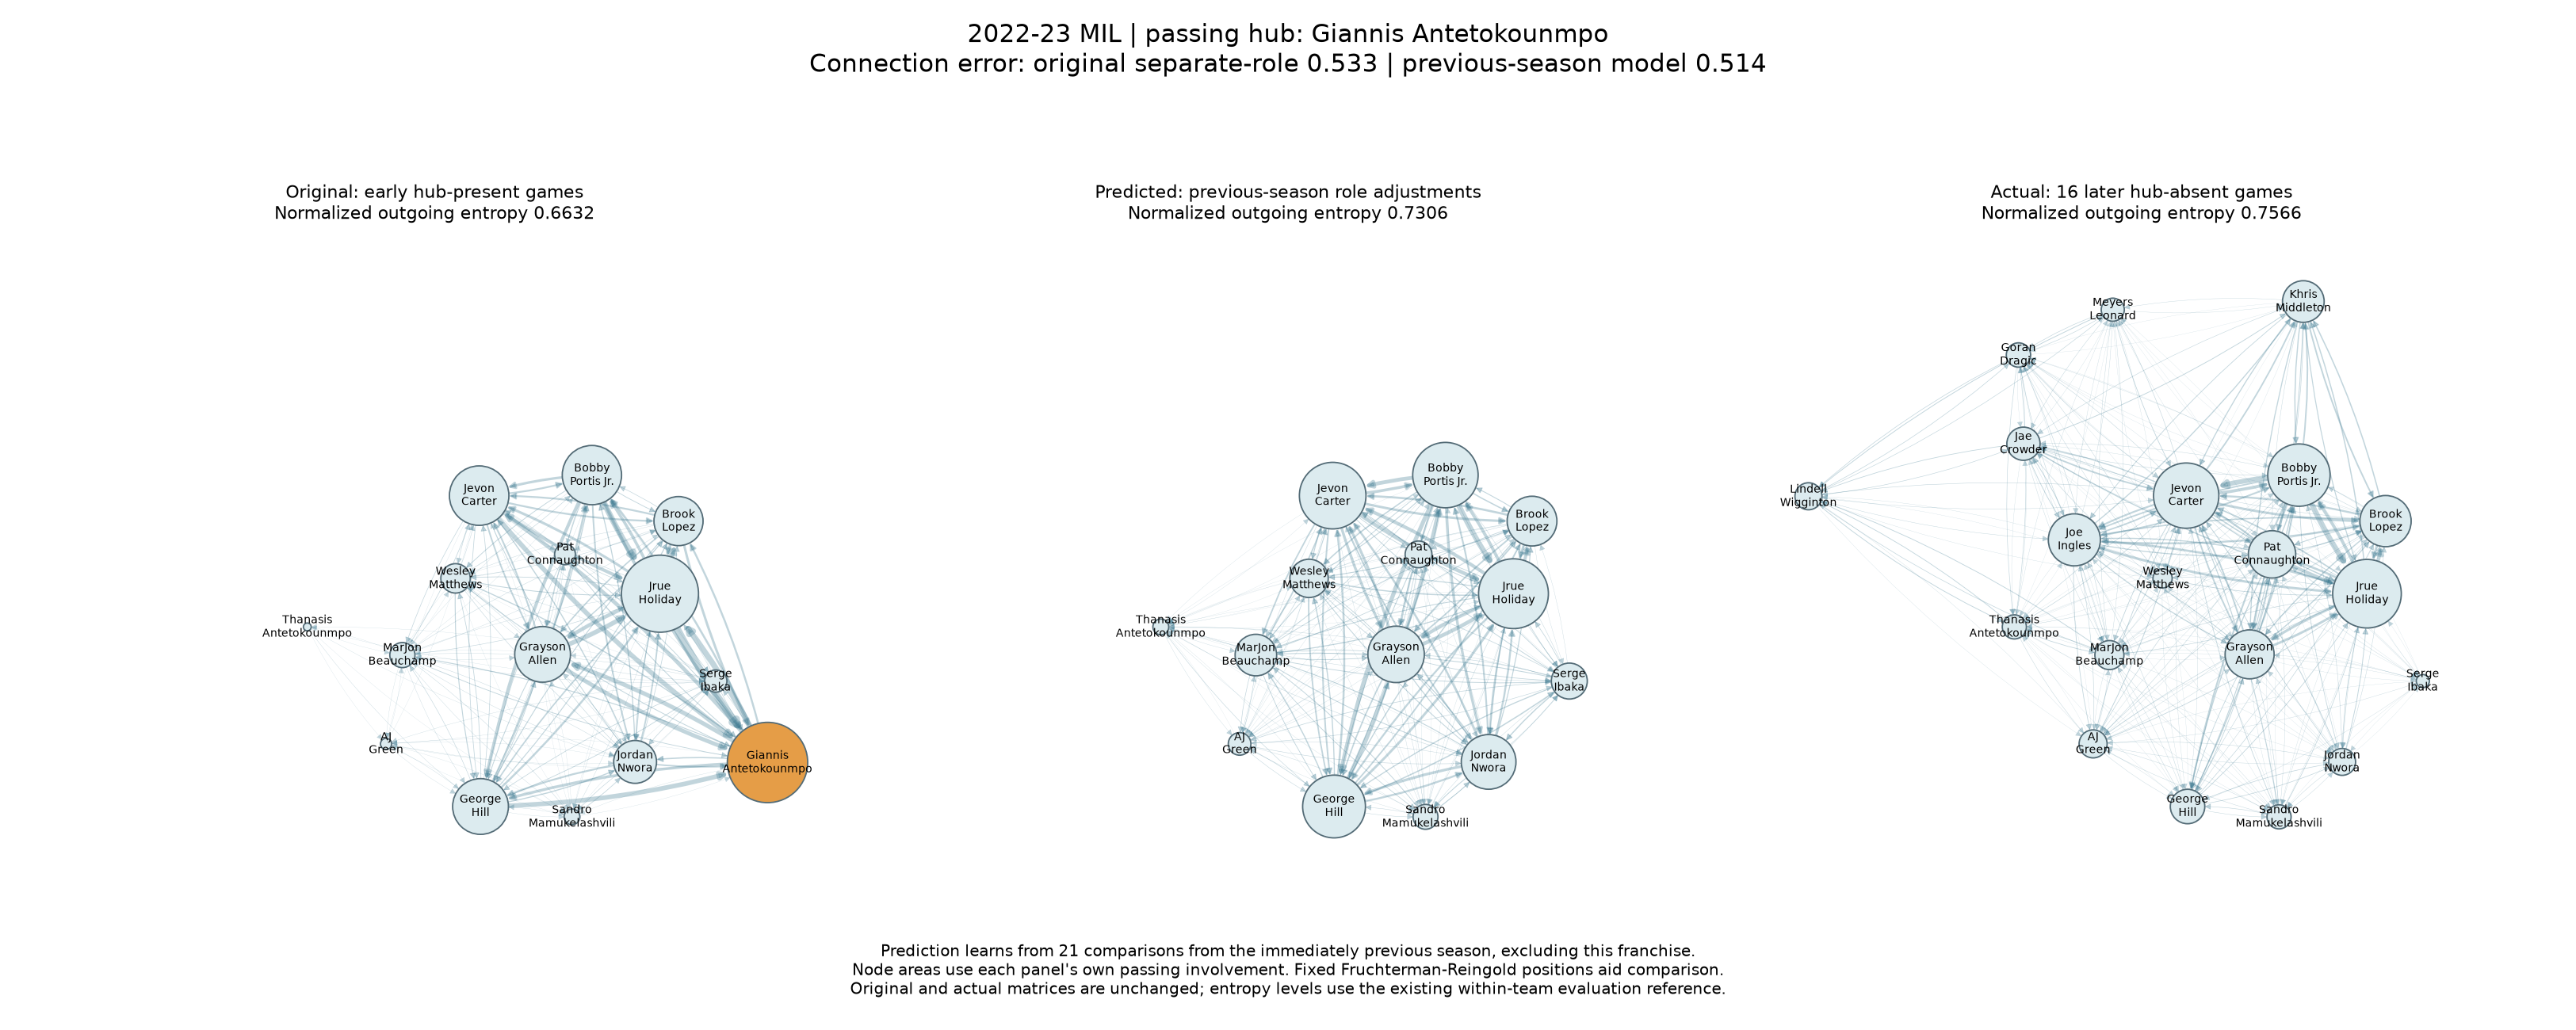 2022-23 MIL | passing hub: Giannis Antetokounmpo
Connection error: original separate-role 0.533 | previous-season model 0.514
Original: early hub-present games
Normalized outgoing entropy 0.6632
Bobby
Portis Jr.
Jevon
Carter
Brook
Lopez
Pat
Connaughton
Wesley
Matthews
Jrue
Holiday
Thanasis
Antetokounmpo
MarJon
Beauchamp
Grayson
Allen
Serge
Ibaka
AJ
Green
Jordan
Nwora
Giannis
Antetokounmpo
George
Hill
Sandro
Mamukelashvili
Predicted: previous-season role adjustments
Normalized outgoing entropy 0.7306
Bobby
Portis Jr.
Jevon
Carter
Brook
Lopez
Pat
Connaughton
Wesley
Matthews
Jrue
Holiday
Thanasis
Antetokounmpo
MarJon
Beauchamp
Grayson
Allen
Serge
Ibaka
AJ
Green
Jordan
Nwora
George
Hill
Sandro
Mamukelashvili
Actual: 16 later hub-absent games
Normalized outgoing entropy 0.7566
Meyers
Leonard
Khris
Middleton
Goran
Dragic
Jae
Crowder
Lindell
Wigginton
Bobby
Portis Jr.
Jevon
Carter
Brook
Lopez
Joe
Ingles
Pat
Connaughton
Wesley
Matthews
Jrue
Holiday
Thanasis
Antetokounmpo
MarJon
Beauchamp
Grayson
Allen
Serge
Ibaka
AJ
Green
Jordan
Nwora
George
Hill
Sandro
Mamukelashvili
Prediction learns from 21 comparisons from the immediately previous season, excluding this franchise.
Node areas use each panel's own passing involvement. Fixed Fruchterman-Reingold positions aid comparison.
Original and actual matrices are unchanged; entropy levels use the existing within-team evaluation reference.